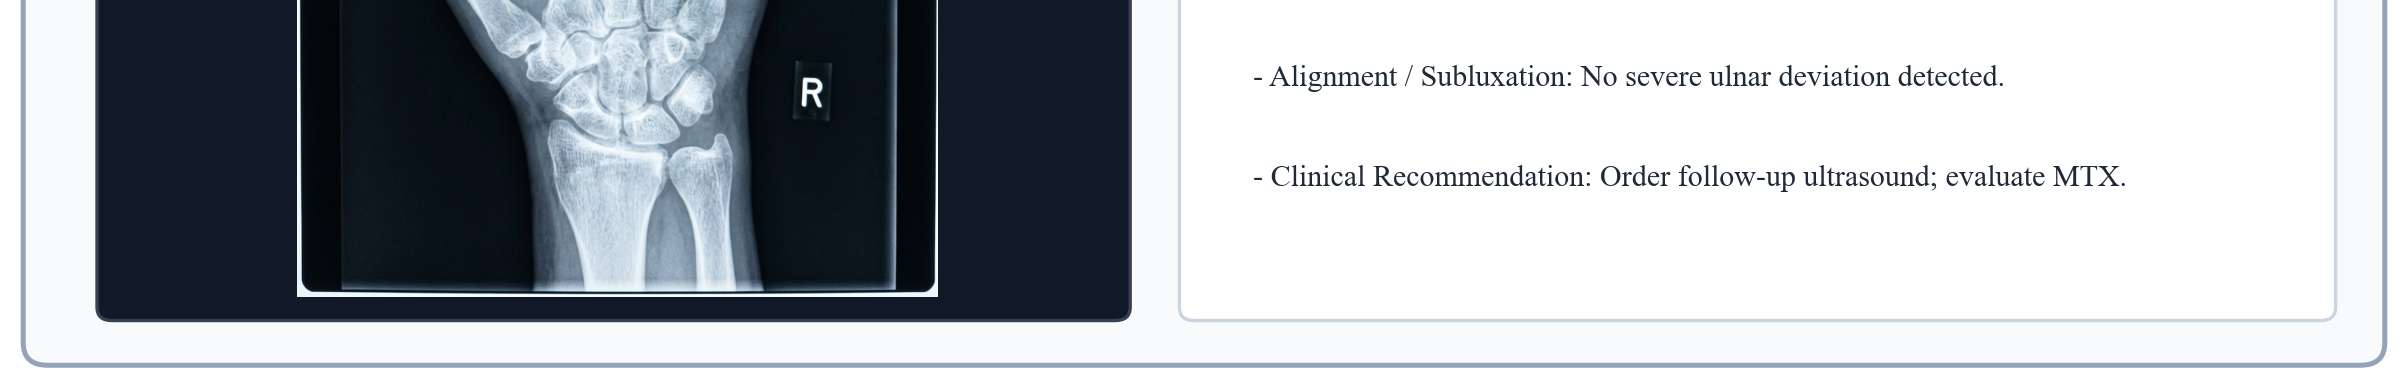 R
- Alignment / Subluxation: No severe ulnar deviation detected.
- Clinical Recommendation: Order follow-up ultrasound; evaluate MTX.